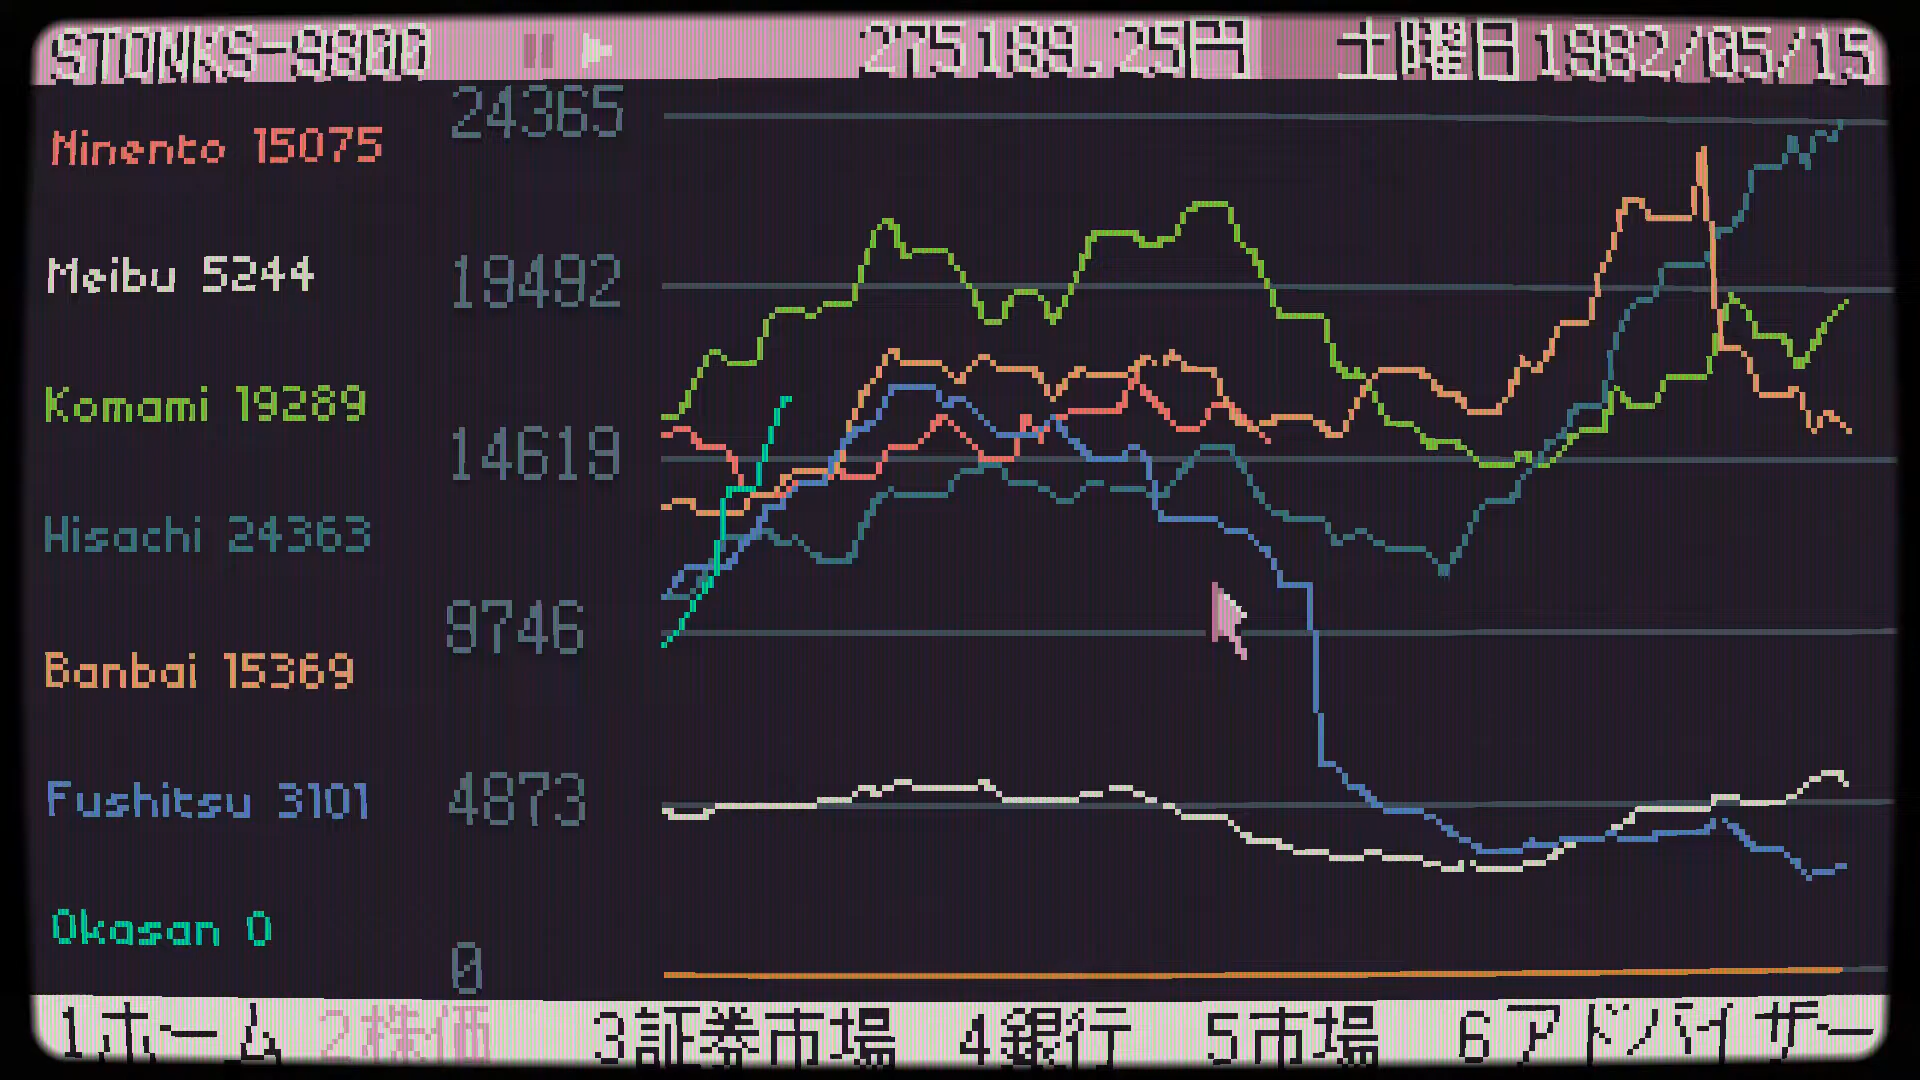 STONKS-9800 275189.25円 土曜日 1982/05/15
Ninento 15075
Meibu 5244
Komami 19289
Hisachi 24363
Banbai 15369
Fushitsu 3101
Okasan 0
24365
19492
14619
9746
4873
0
1ホーム 2株価 3証券市場 4銀行 5市場 6アドバイザー